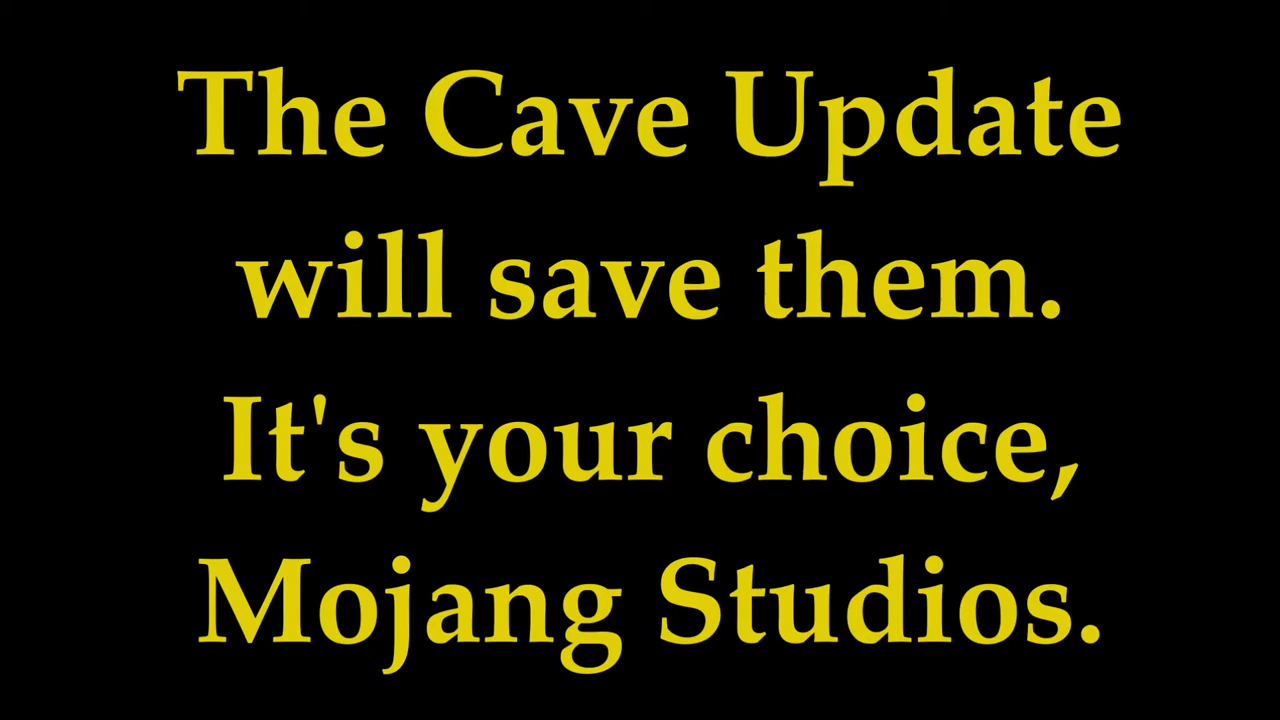 The Cave Update
will save them.
It's your choice,
Mojang Studios.